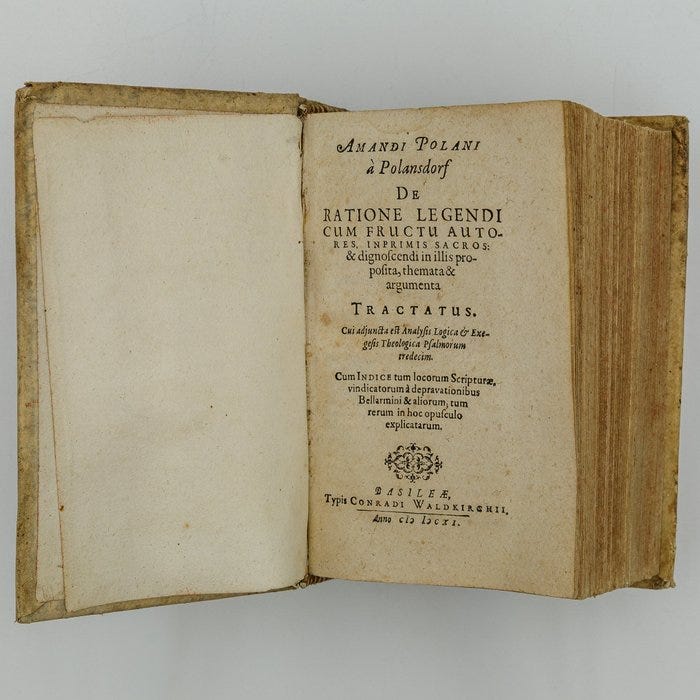 AMANDI POLANI
à Polansdorf
DE
RATIONE LEGENDI
CUM FRUCTU AUTO-
RES, INPRIMIS SACROS:
& dignoſcendi in illis pro-
poſita, themata &
argumenta
TRACTATUS.
Cui adjuncta eſt Analyſis Logica & Exe-
geſis Theologica Pſalmorum
tredecim.
Cum INDICE tum locorum Scripturæ,
vindicatorum à depravationibus
Bellarmini & aliorum, tum
rerum in hoc opuſculo
explicatarum.
BASILEÆ,
Typis CONRADI WALDKIRCHII,
Anno cIɔ Iɔcxi.